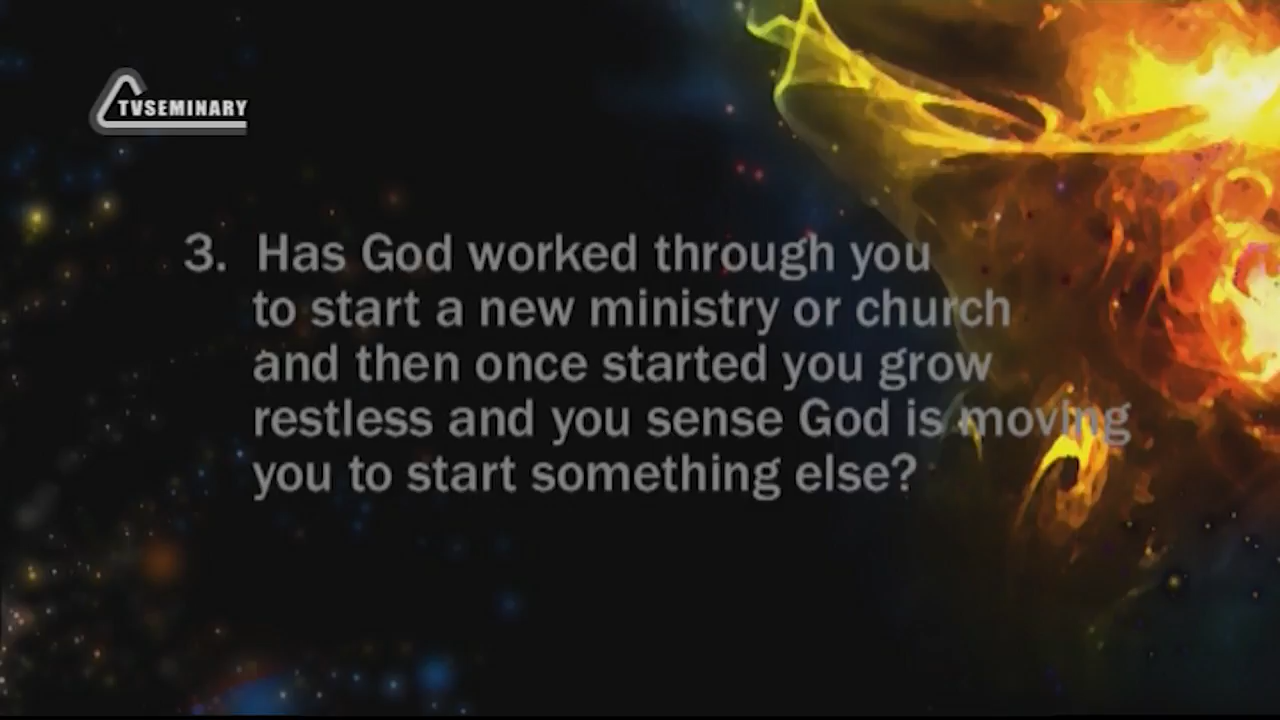 TVSEMINARY
3. Has God worked through you
to start a new ministry or church
and then once started you grow
restless and you sense God is moving
you to start something else?